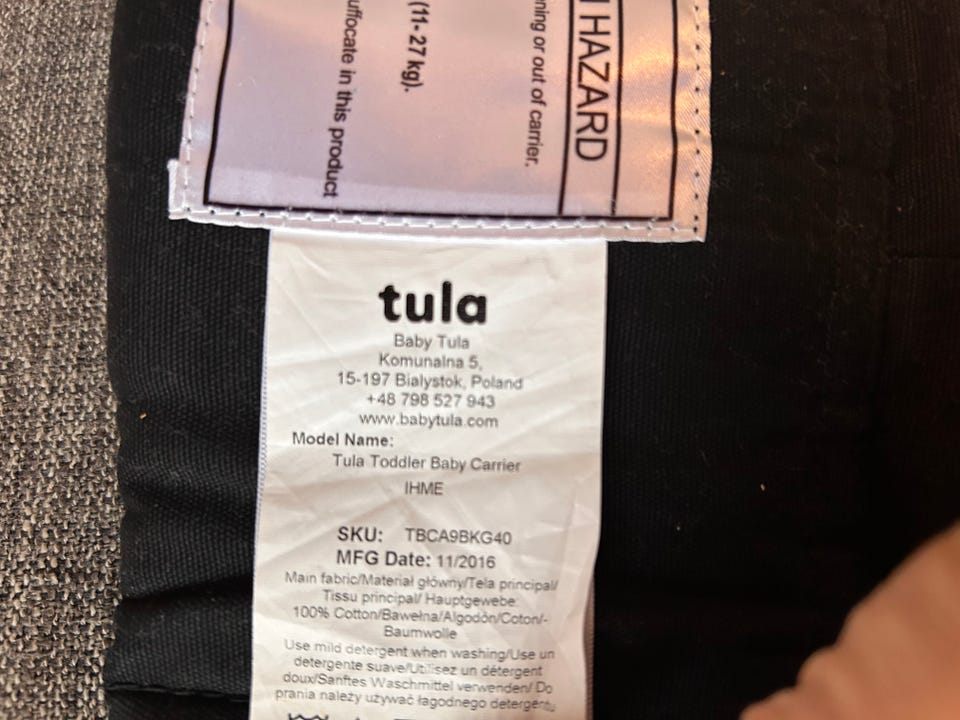 HAZARD
ning or out of carrier.
(11- 27 kg).
uffocate in this product
tula
Baby Tula
Komunalna 5,
15-197 Bialystok, Poland
+48 798 527 943
www.babytula.com
Model Name:
Tula Toddler Baby Carrier
IHME
SKU: TBCA9BKG40
MFG Date: 11/2016
Main fabric/Materiał główny/Tela principal/
Tissu principal/ Hauptgewebe:
100% Cotton/Bawełna/Algodón/Coton/-
Baumwolle
Use mild detergent when washing/Use un
detergente suave/Utilisez un détergent
doux/Sanftes Waschmittel verwenden/ Do
prania należy używać łagodnego detergentu